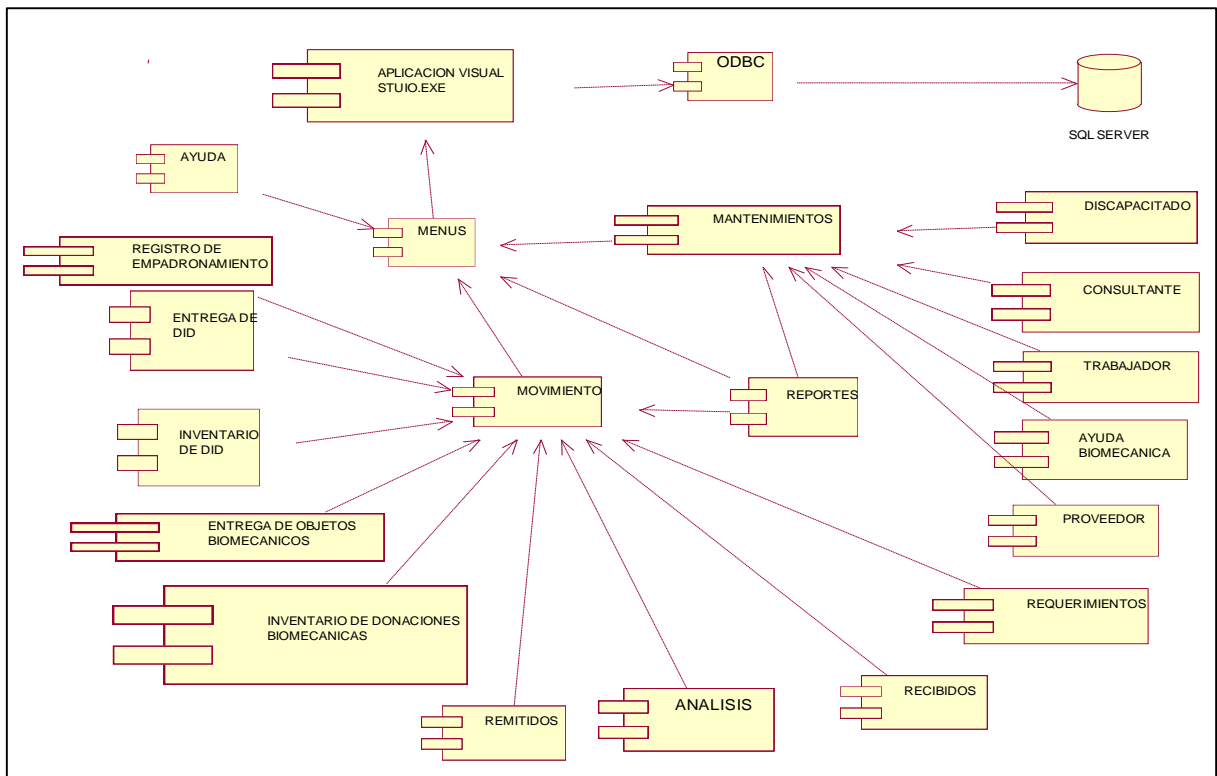 APLICACION VISUAL
STUIO.EXE
ODBC
SQL SERVER
AYUDA
MENUS
MANTENIMIENTOS
DISCAPACITADO
REGISTRO DE
EMPADRONAMIENTO
CONSULTANTE
ENTREGA DE
DID
TRABAJADOR
MOVIMIENTO
REPORTES
INVENTARIO
DE DID
AYUDA
BIOMECANICA
ENTREGA DE OBJETOS
BIOMECANICOS
PROVEEDOR
INVENTARIO DE DONACIONES
BIOMECANICAS
REQUERIMIENTOS
REMITIDOS
ANALISIS
RECIBIDOS